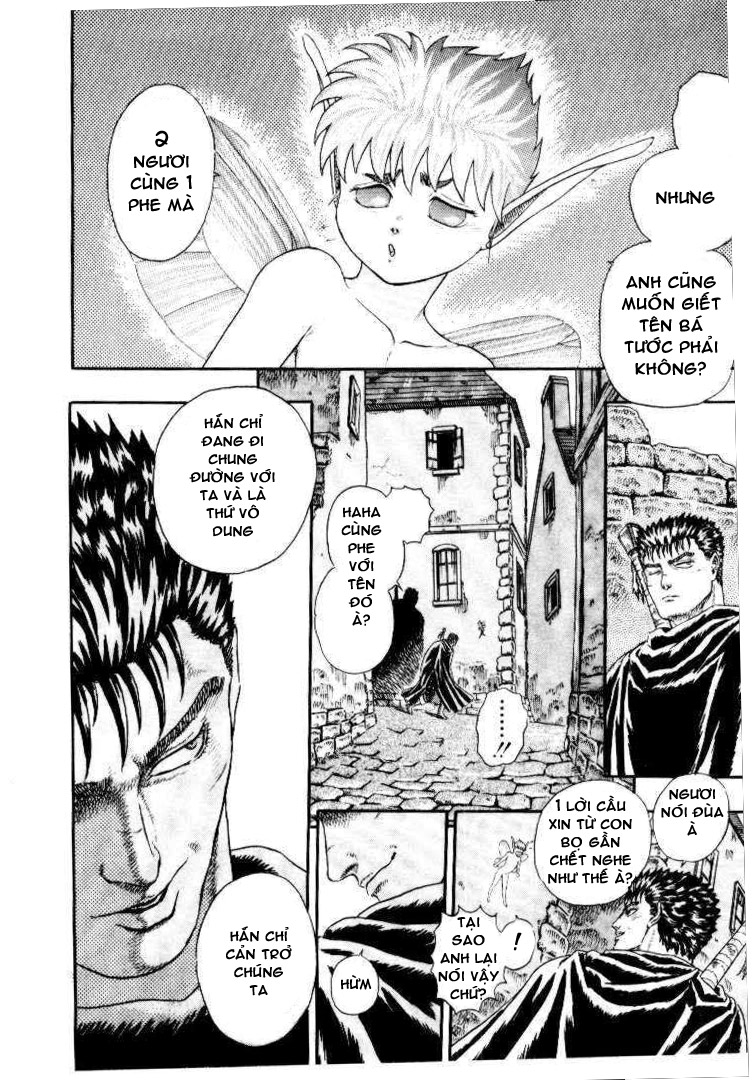 NHƯNG
ANH CŨNG
MUỐN GIẾT
TÊN BÁ
TƯỚC PHẢI
KHÔNG?
2
NGƯƠI
CÙNG 1
PHE MÀ
HAHA
CÙNG PHE
VỚI
TÊN
ĐÓ
À?
......!!
HẮN CHỈ
ĐANG ĐI
CHUNG
ĐƯỜNG VỚI
TA VÀ LÀ
THỨ VÔ
DỤNG
HẮN CHỈ
CẢN TRỞ
CHÚNG
TA
NGƯƠI
NÓI ĐÙA
À
1 LỜI CẦU
XIN TỪ CON
BỌ GẦN
CHẾT NGHE
NHƯ THẾ À?
!
TẠI
SAO
ANH LẠI
NÓI VẬY
CHỨ?
HỪM